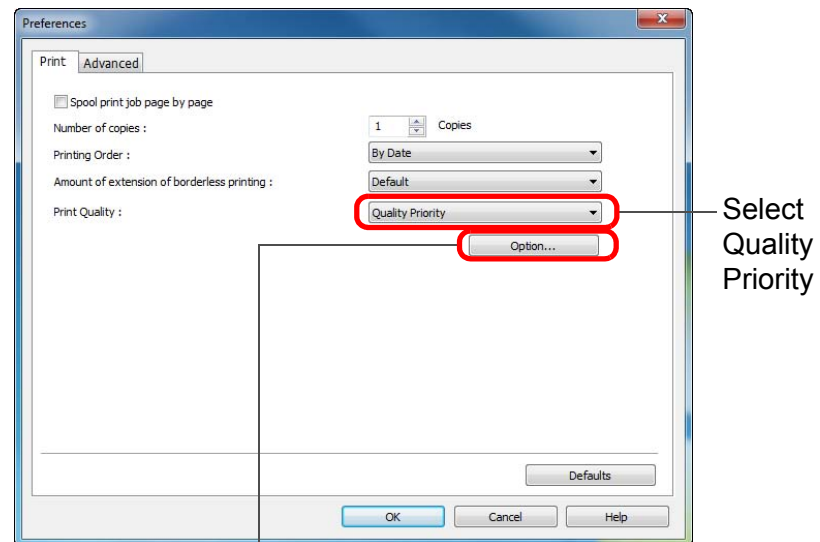 Preferences
Print Advanced
Spool print job page by page
Number of copies : 1 Copies
Printing Order : By Date
Amount of extension of borderless printing : Default
Print Quality : Quality Priority
Option...
Select
Quality
Priority
Defaults
OK Cancel Help